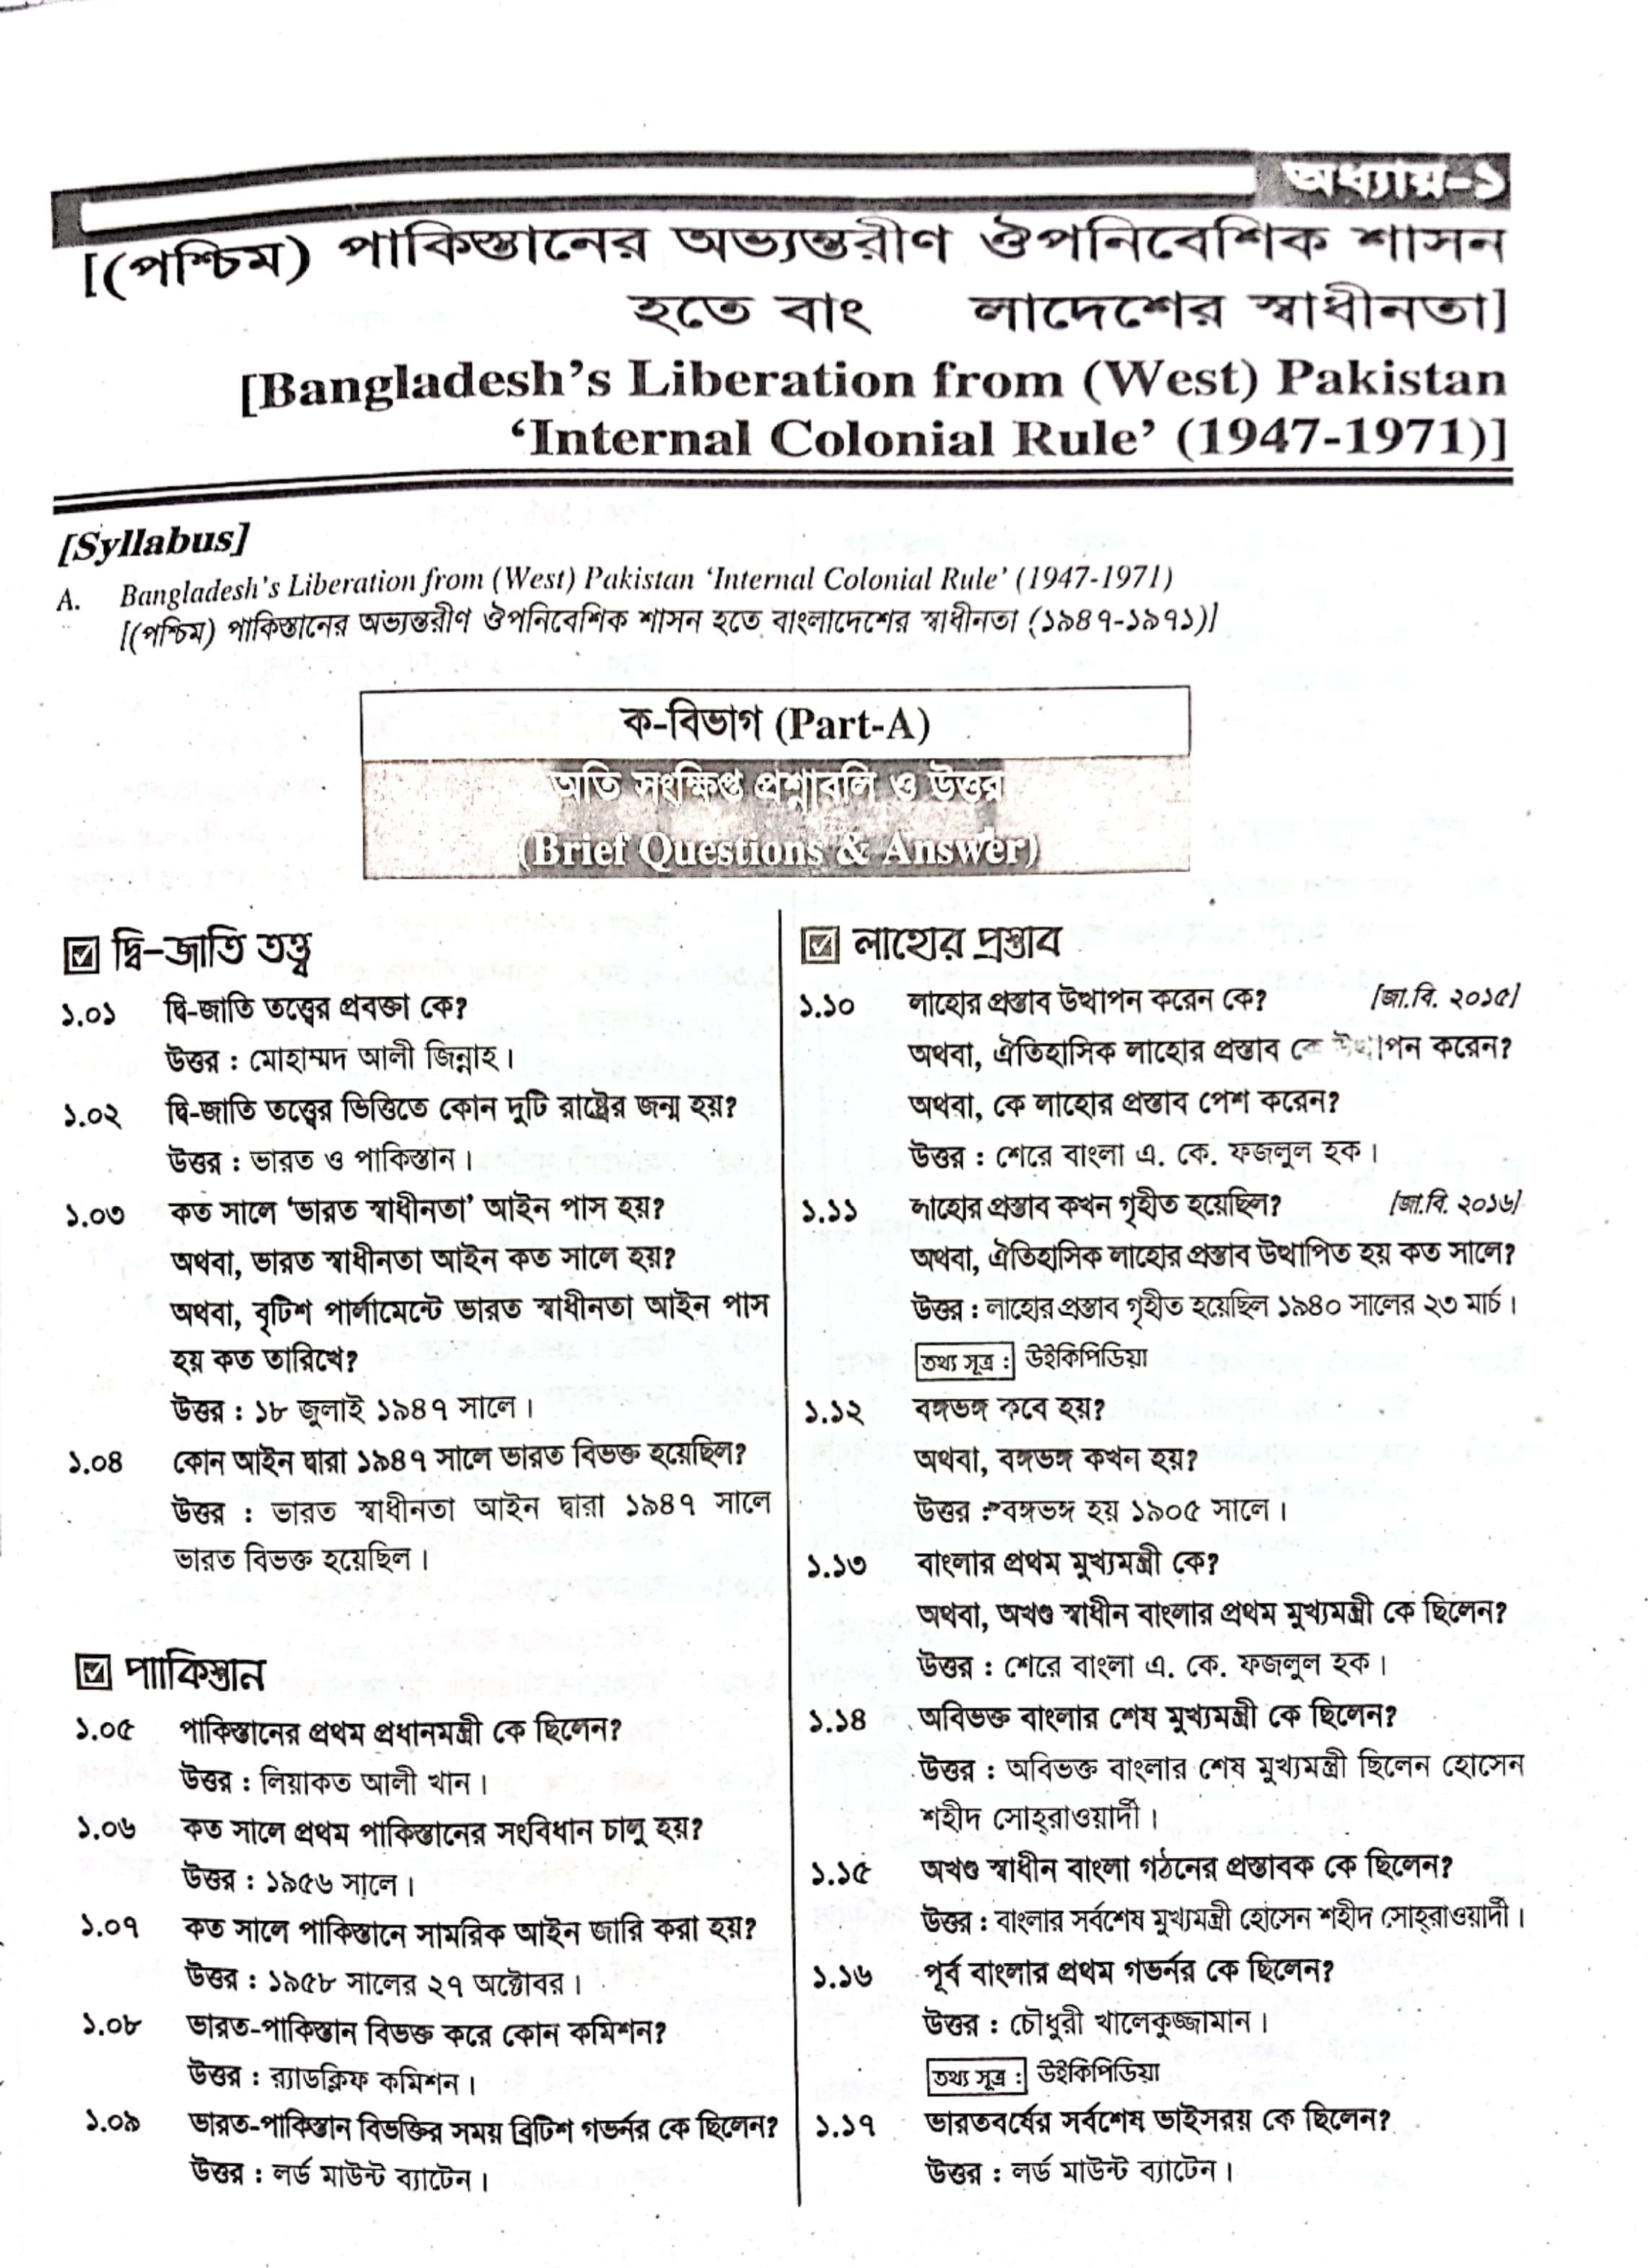 অধ্যায়-১
[(পশ্চিম) পাকিস্তানের অভ্যন্তরীণ ঔপনিবেশিক শাসন
হতে বাং লাদেশের স্বাধীনতা]
[Bangladesh’s Liberation from (West) Pakistan
‘Internal Colonial Rule’ (1947-1971)]
[Syllabus]
A. Bangladesh’s Liberation from (West) Pakistan ‘Internal Colonial Rule’ (1947-1971)
[(পশ্চিম) পাকিস্তানের অভ্যন্তরীণ ঔপনিবেশিক শাসন হতে বাংলাদেশের স্বাধীনতা (১৯৪৭-১৯৭১)]
ক-বিভাগ (Part-A)
অতি সংক্ষিপ্ত প্রশ্নাবলি ও উত্তর
(Brief Questions & Answer)
দ্বি-জাতি তত্ত্ব
১.০১ দ্বি-জাতি তত্ত্বের প্রবক্তা কে?
উত্তর : মোহাম্মদ আলী জিন্নাহ।
১.০২ দ্বি-জাতি তত্ত্বের ভিত্তিতে কোন দুটি রাষ্ট্রের জন্ম হয়?
উত্তর : ভারত ও পাকিস্তান।
১.০৩ কত সালে ‘ভারত স্বাধীনতা’ আইন পাস হয়?
অথবা, ভারত স্বাধীনতা আইন কত সালে হয়?
অথবা, বৃটিশ পার্লামেন্টে ভারত স্বাধীনতা আইন পাস
হয় কত তারিখে?
উত্তর : ১৮ জুলাই ১৯৪৭ সালে।
১.০৪ কোন আইন দ্বারা ১৯৪৭ সালে ভারত বিভক্ত হয়েছিল?
উত্তর : ভারত স্বাধীনতা আইন দ্বারা ১৯৪৭ সালে
ভারত বিভক্ত হয়েছিল।
পাকিস্তান
১.০৫ পাকিস্তানের প্রথম প্রধানমন্ত্রী কে ছিলেন?
উত্তর : লিয়াকত আলী খান।
১.০৬ কত সালে প্রথম পাকিস্তানের সংবিধান চালু হয়?
উত্তর : ১৯৫৬ সালে।
১.০৭ কত সালে পাকিস্তানে সামরিক আইন জারি করা হয়?
উত্তর : ১৯৫৮ সালের ২৭ অক্টোবর।
১.০৮ ভারত-পাকিস্তান বিভক্ত করে কোন কমিশন?
উত্তর : র‍্যাডক্লিফ কমিশন।
১.০৯ ভারত-পাকিস্তান বিভক্তির সময় ব্রিটিশ গভর্নর কে ছিলেন?
উত্তর : লর্ড মাউন্ট ব্যাটেন।
লাহোর প্রস্তাব
১.১০ লাহোর প্রস্তাব উত্থাপন করেন কে? [জা.বি. ২০১৫]
অথবা, ঐতিহাসিক লাহোর প্রস্তাব কে উত্থাপন করেন?
অথবা, কে লাহোর প্রস্তাব পেশ করেন?
উত্তর : শেরে বাংলা এ. কে. ফজলুল হক।
১.১১ লাহোর প্রস্তাব কখন গৃহীত হয়েছিল? [জা.বি. ২০১৬]
অথবা, ঐতিহাসিক লাহোর প্রস্তাব উত্থাপিত হয় কত সালে?
উত্তর : লাহোর প্রস্তাব গৃহীত হয়েছিল ১৯৪০ সালের ২৩ মার্চ।
তথ্য সূত্র : উইকিপিডিয়া
১.১২ বঙ্গভঙ্গ কবে হয়?
অথবা, বঙ্গভঙ্গ কখন হয়?
উত্তর : বঙ্গভঙ্গ হয় ১৯০৫ সালে।
১.১৩ বাংলার প্রথম মুখ্যমন্ত্রী কে?
অথবা, অখণ্ড স্বাধীন বাংলার প্রথম মুখ্যমন্ত্রী কে ছিলেন?
উত্তর : শেরে বাংলা এ. কে. ফজলুল হক।
১.১৪ অবিভক্ত বাংলার শেষ মুখ্যমন্ত্রী কে ছিলেন?
উত্তর : অবিভক্ত বাংলার শেষ মুখ্যমন্ত্রী ছিলেন হোসেন
শহীদ সোহ্‌রাওয়ার্দী।
১.১৫ অখণ্ড স্বাধীন বাংলা গঠনের প্রস্তাবক কে ছিলেন?
উত্তর : বাংলার সর্বশেষ মুখ্যমন্ত্রী হোসেন শহীদ সোহ্‌রাওয়ার্দী।
১.১৬ পূর্ব বাংলার প্রথম গভর্নর কে ছিলেন?
উত্তর : চৌধুরী খালেকুজ্জামান।
তথ্য সূত্র : উইকিপিডিয়া
১.১৭ ভারতবর্ষের সর্বশেষ ভাইসরয় কে ছিলেন?
উত্তর : লর্ড মাউন্ট ব্যাটেন।